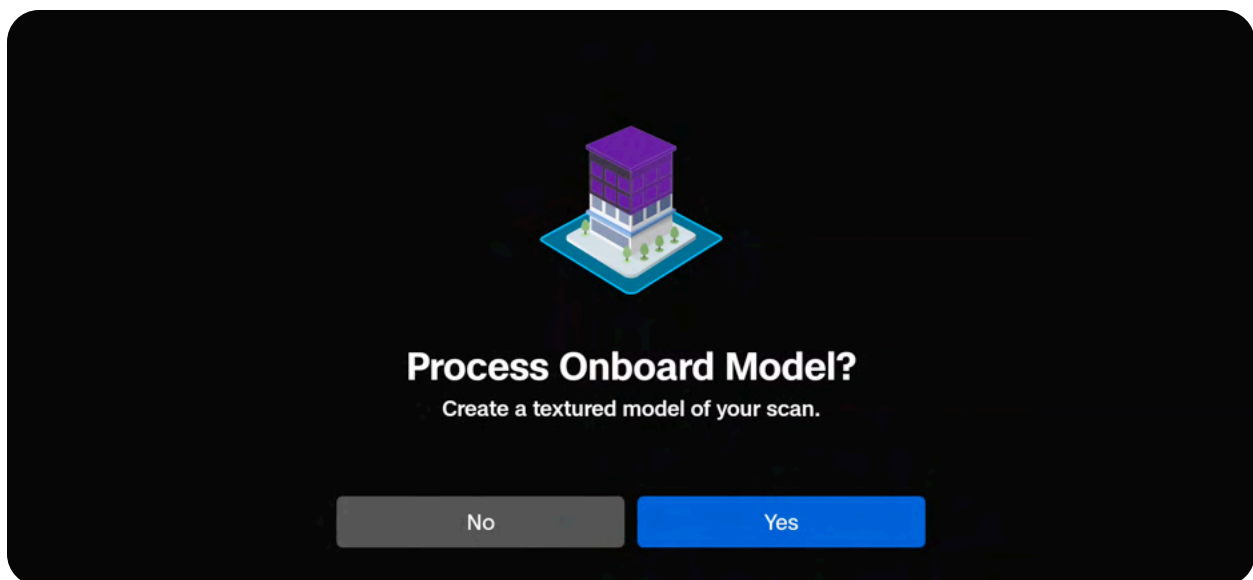 Process Onboard Model?
Create a textured model of your scan.
No
Yes